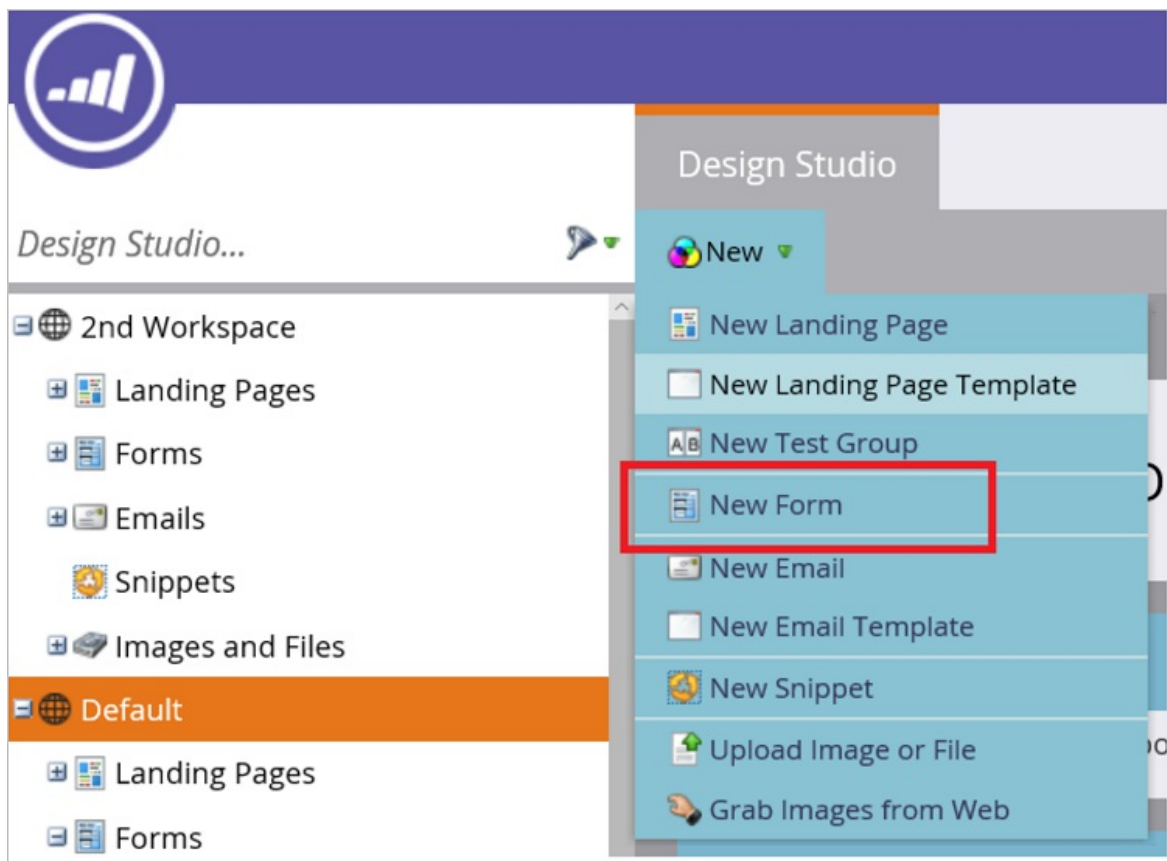 Design Studio
Design Studio...
New
2nd Workspace
Landing Pages
Forms
Emails
Snippets
Images and Files
Default
Landing Pages
Forms
New Landing Page
New Landing Page Template
A B New Test Group
New Form
New Email
New Email Template
New Snippet
Upload Image or File
Grab Images from Web